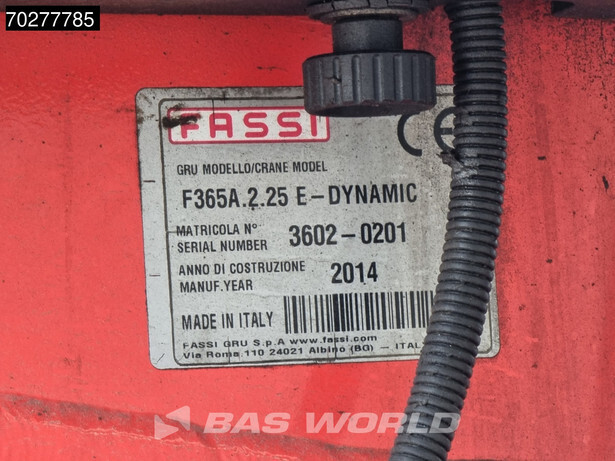 70277785
FASSI
CE
GRU MODELLO/CRANE MODEL
F365A.2.25 E-DYNAMIC
MATRICOLA N°
SERIAL NUMBER 3602-0201
ANNO DI COSTRUZIONE
MANUF.YEAR 2014
MADE IN ITALY
FASSI GRU S.p.A www.fassi.com
Via Roma,110 24021 Albino (BG) - ITAL
BAS WORLD